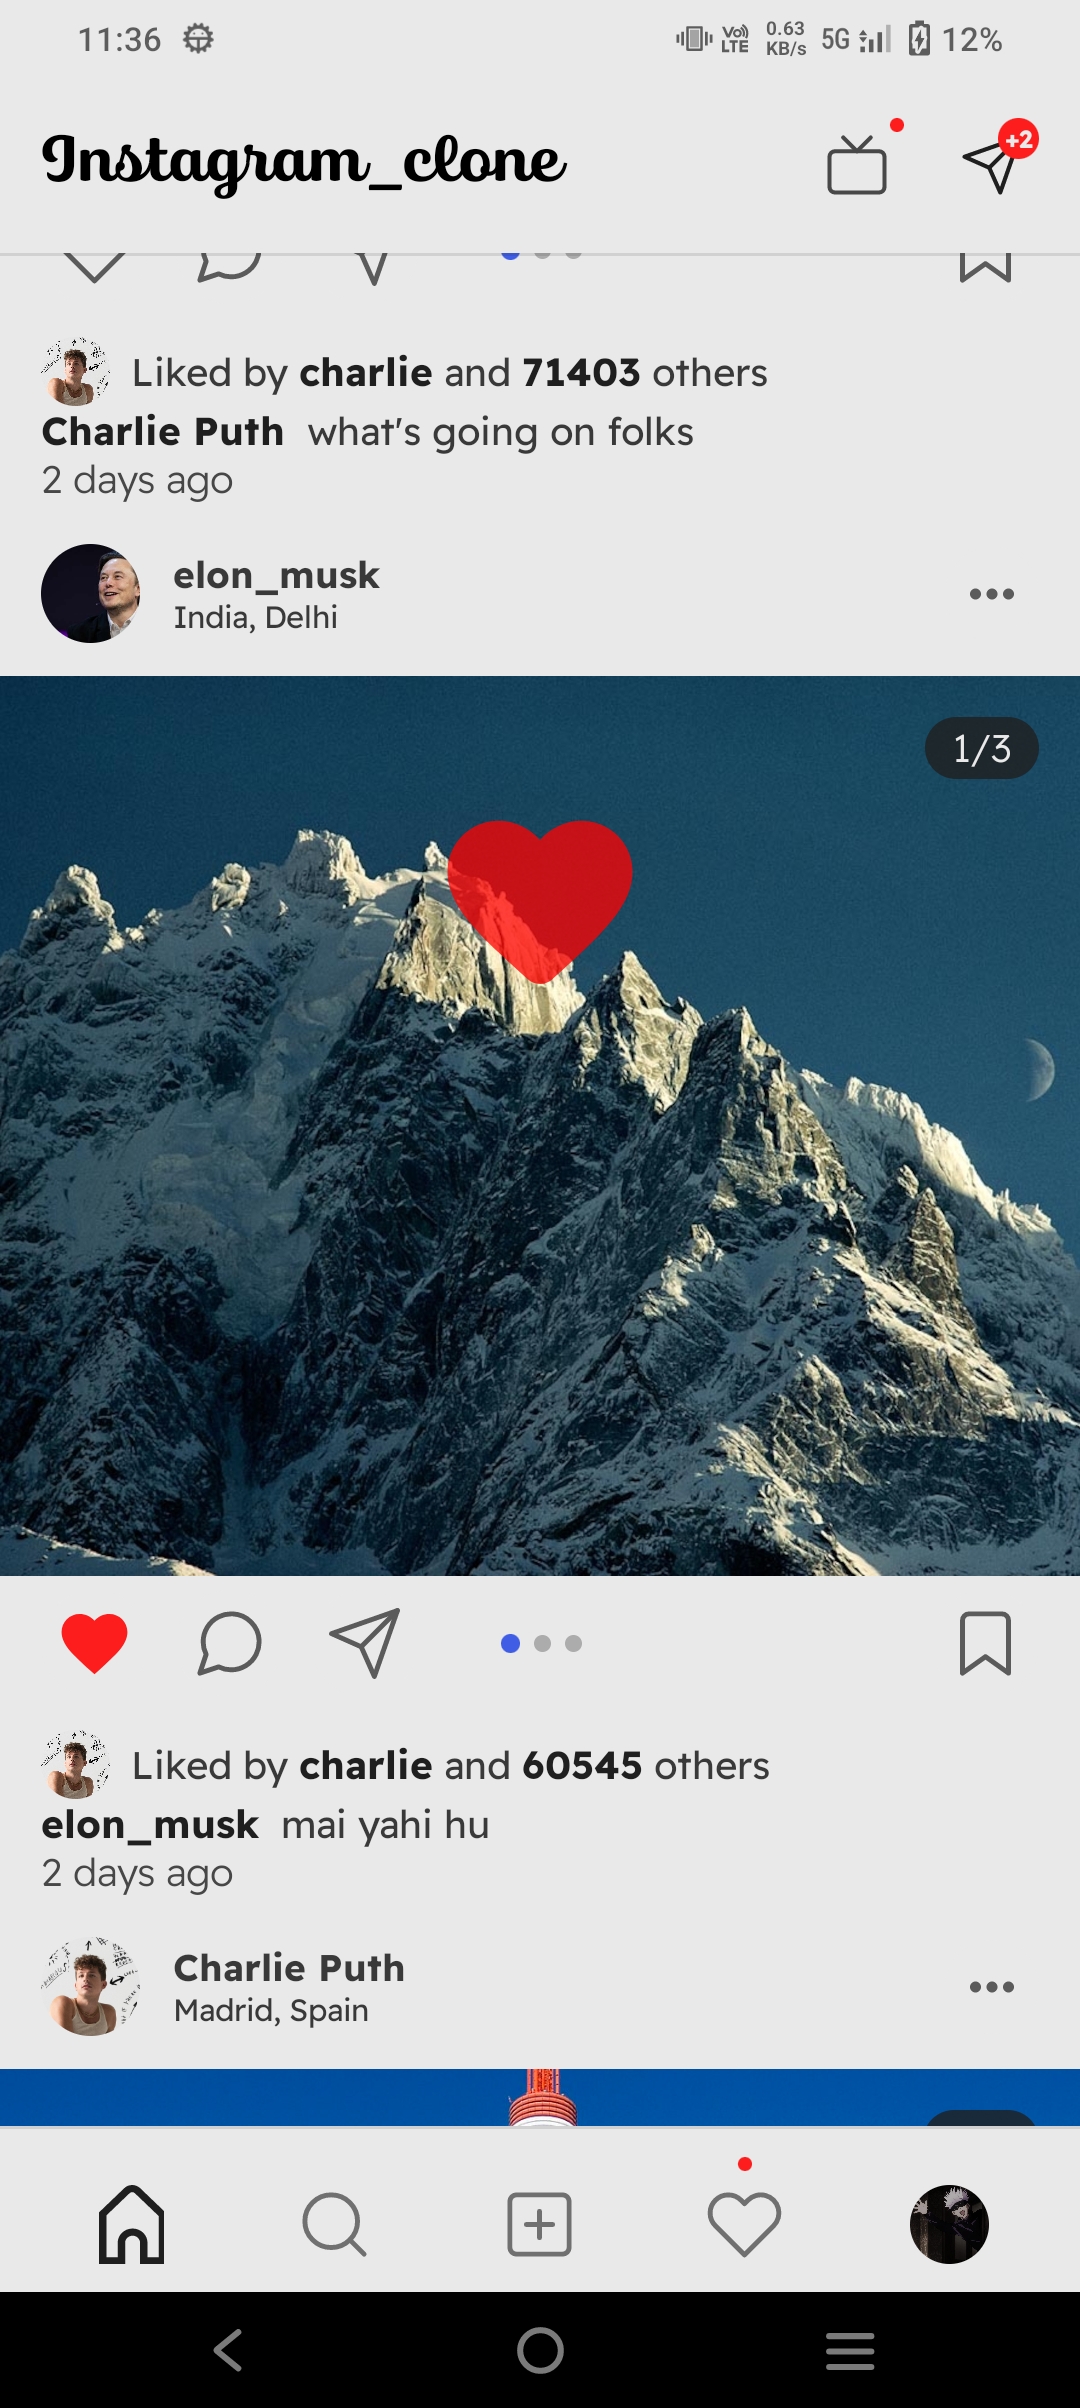 11:36 VoD LTE 0.63 KB/s 5G 12%
Instagram_clone
+2
Liked by charlie and 71403 others
Charlie Puth what's going on folks
2 days ago
elon_musk
India, Delhi
1/3
Liked by charlie and 60545 others
elon_musk mai yahi hu
2 days ago
Charlie Puth
Madrid, Spain